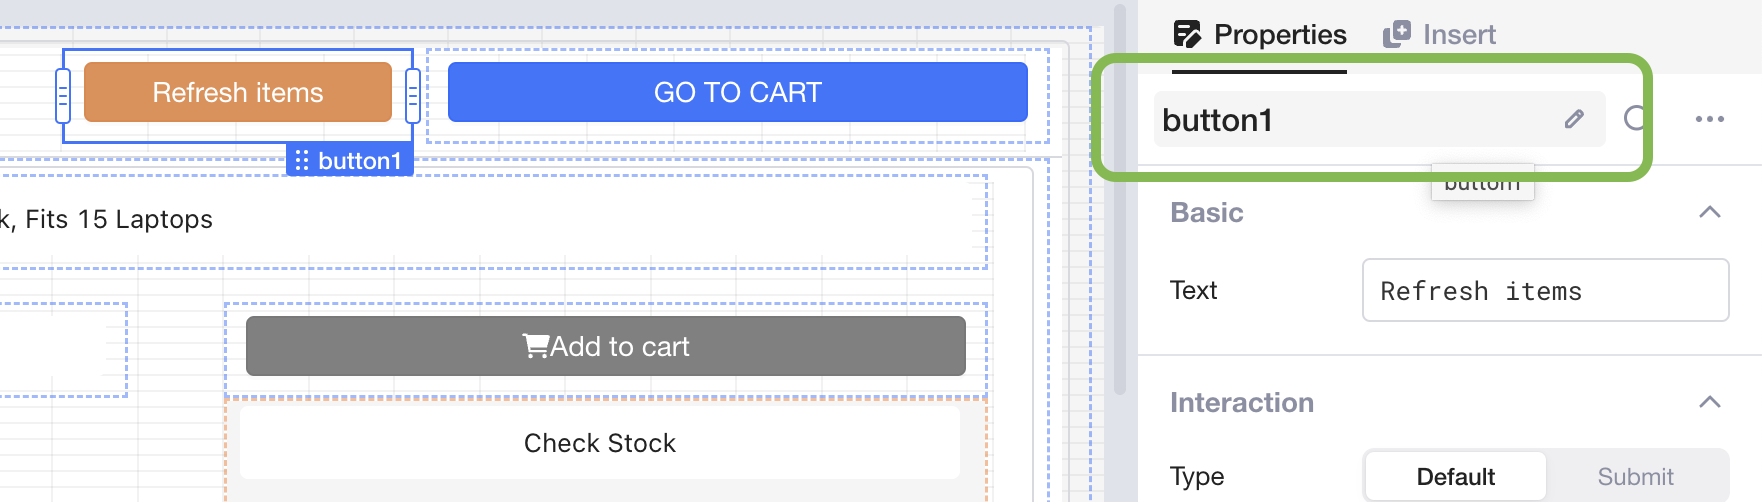 Properties
Insert
Refresh items
GO TO CART
button1
button1
button1
k, Fits 15 Laptops
Basic
Text
Refresh items
Add to cart
Interaction
Check Stock
Type
Default
Submit